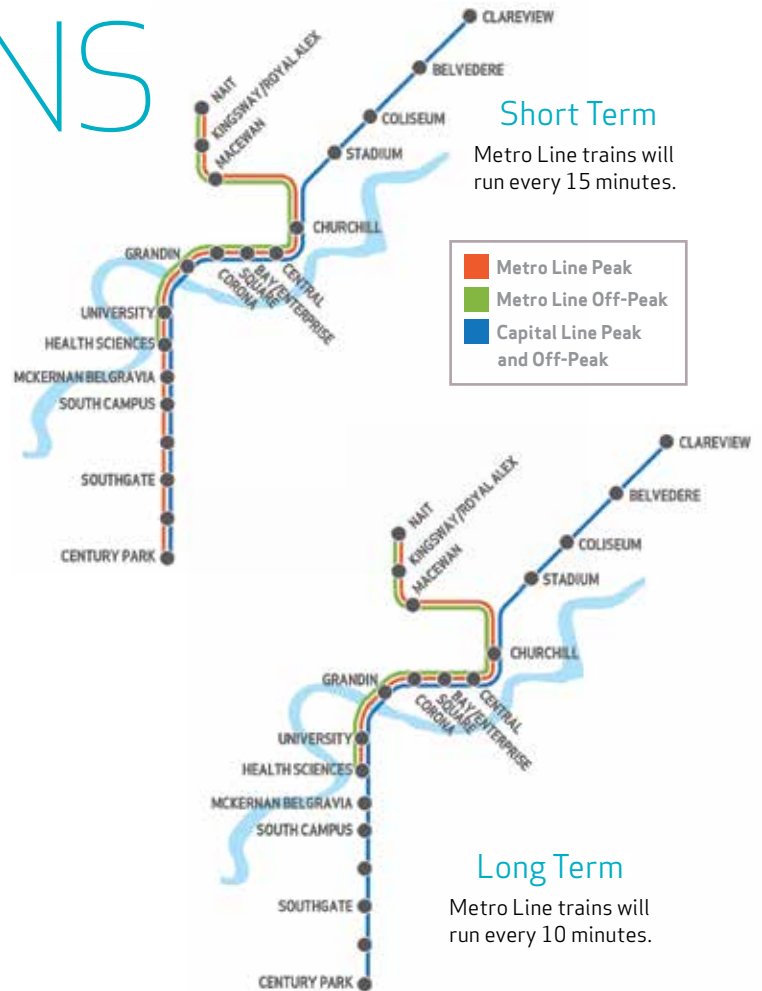 NS
CLAREVIEW
BELVEDERE
COLISEUM
STADIUM
NAIT
KINGSWAY/ROYAL ALEX
MACEWAN
CHURCHILL
GRANDIN
CORONA
BAY/ENTERPRISE
SQUARE
CENTRAL
UNIVERSITY
HEALTH SCIENCES
MCKERNAN BELGRAVIA
SOUTH CAMPUS
SOUTHGATE
CENTURY PARK
Short Term
Metro Line trains will
run every 15 minutes.
Metro Line Peak
Metro Line Off-Peak
Capital Line Peak
and Off-Peak
CLAREVIEW
BELVEDERE
COLISEUM
STADIUM
NAIT
KINGSWAY/ROYAL ALEX
MACEWAN
CHURCHILL
GRANDIN
CORONA
BAY/ENTERPRISE
SQUARE
CENTRAL
UNIVERSITY
HEALTH SCIENCES
MCKERNAN BELGRAVIA
SOUTH CAMPUS
SOUTHGATE
CENTURY PARK
Long Term
Metro Line trains will
run every 10 minutes.